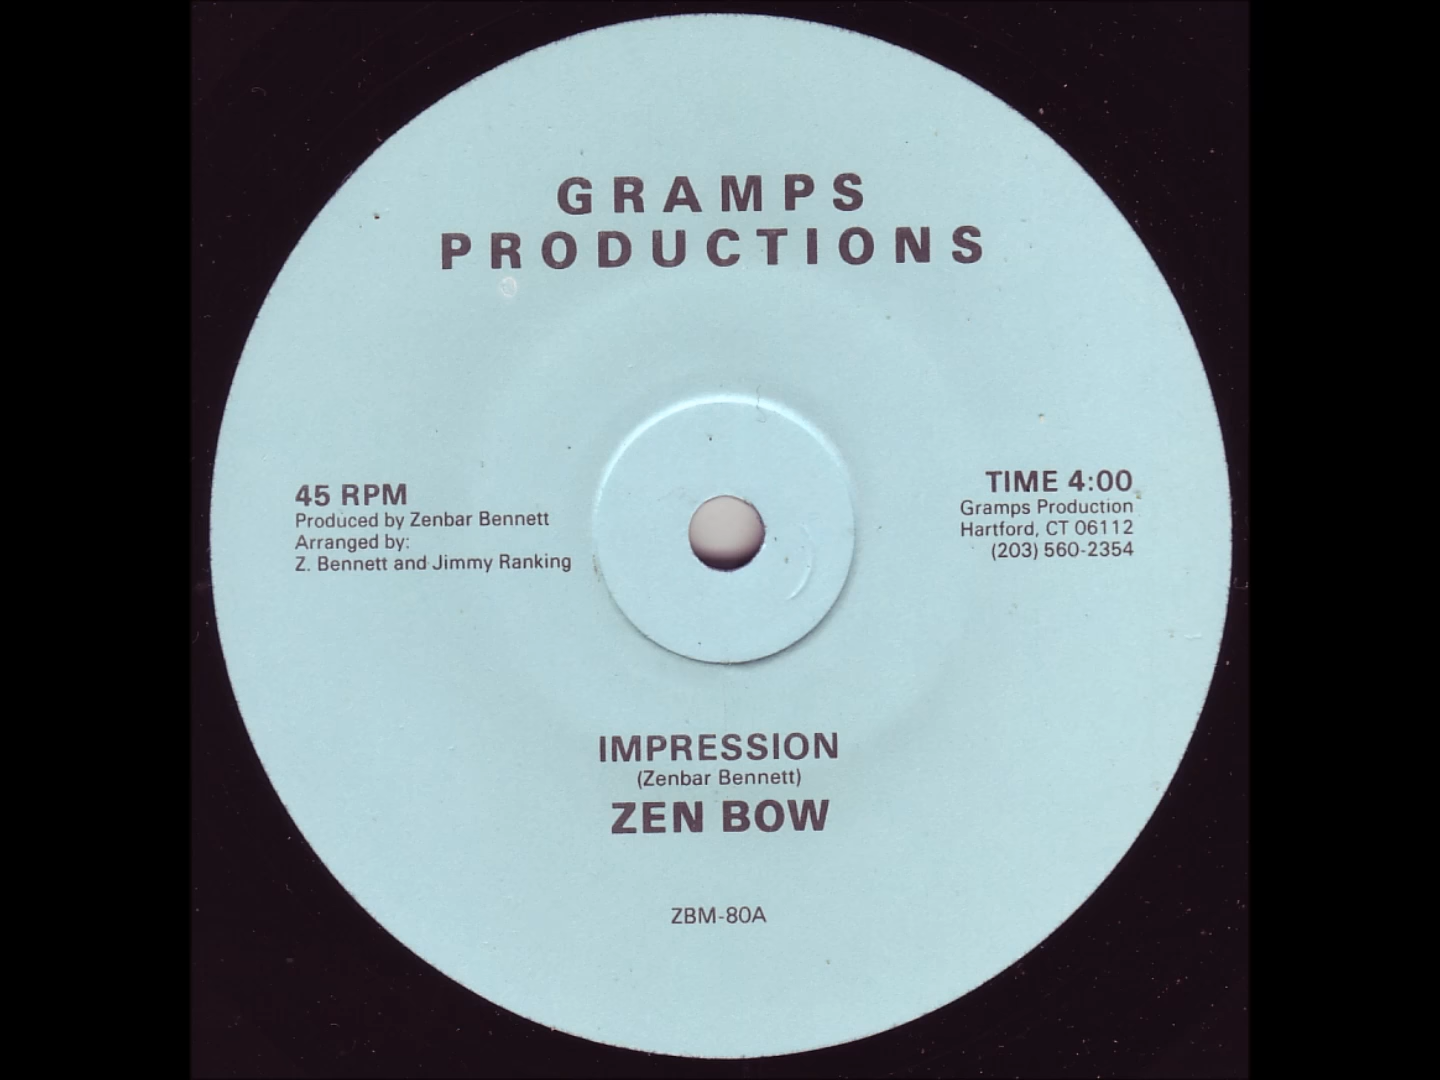 GRAMPS
PRODUCTIONS
45 RPM
Produced by Zenbar Bennett
Arranged by:
Z. Bennett and Jimmy Ranking
TIME 4:00
Gramps Production
Hartford, CT 06112
(203) 560-2354
IMPRESSION
(Zenbar Bennett)
ZEN BOW
ZBM-80A